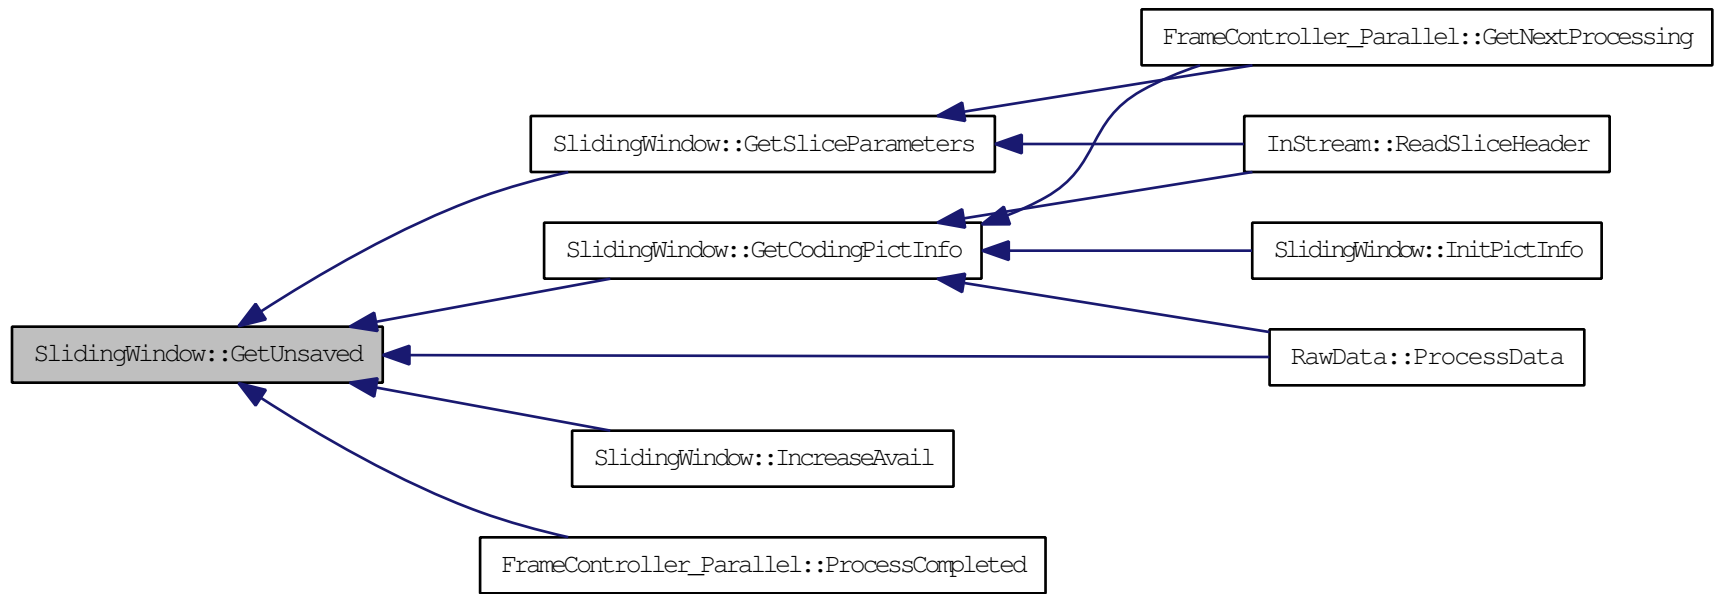 FrameController_Parallel::GetNextProcessing
SlidingWindow::GetSliceParameters
InStream::ReadSliceHeader
SlidingWindow::GetCodingPictInfo
SlidingWindow::InitPictInfo
SlidingWindow::GetUnsaved
RawData::ProcessData
SlidingWindow::IncreaseAvail
FrameController_Parallel::ProcessCompleted